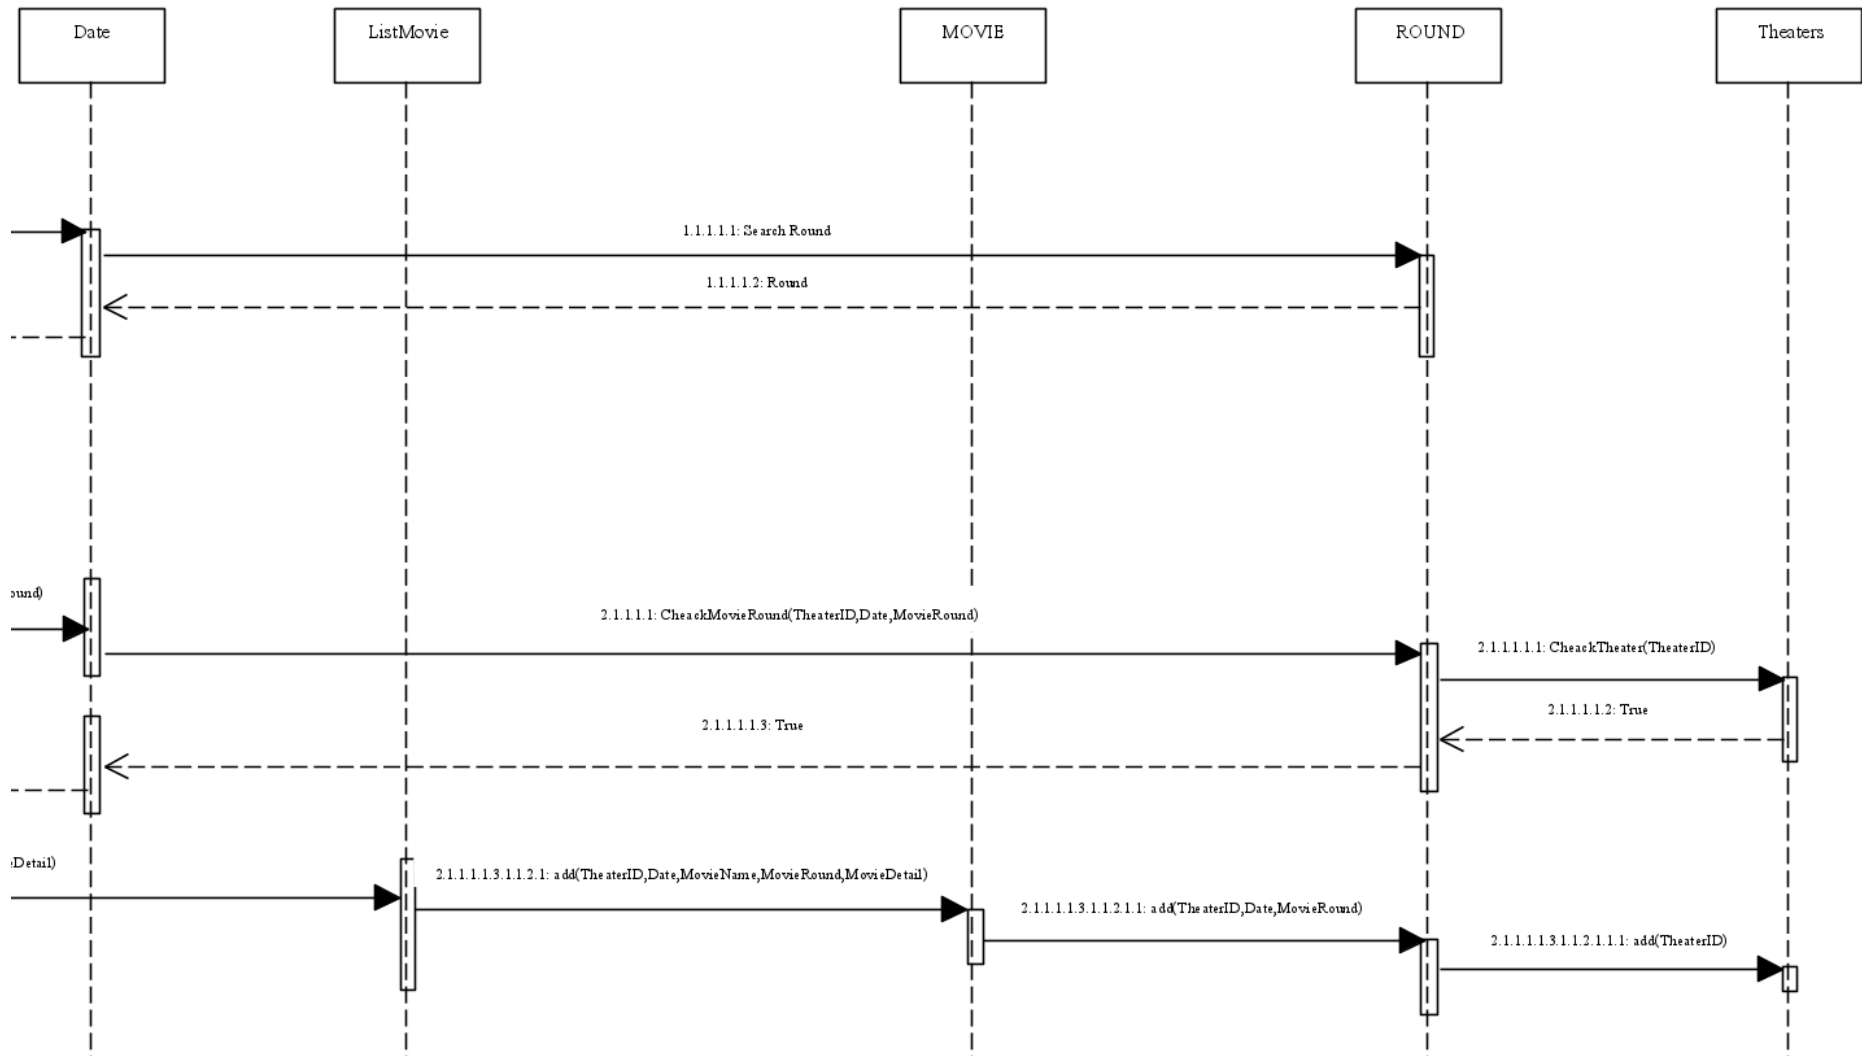 Date
ListMovie
MOVIE
ROUND
Theaters
1.1.1.1.1: Search Round
1.1.1.1.2: Round
ound)
2.1.1.1.1: CheackMovieRound(TheaterID,Date,MovieRound)
2.1.1.1.1.1: CheackTheater(TheaterID)
2.1.1.1.1.2: True
2.1.1.1.1.3: True
eDetail)
2.1.1.1.1.3.1.1.2.1: add(TheaterID,Date,MovieName,MovieRound,MovieDetail)
2.1.1.1.1.3.1.1.2.1.1: add(TheaterID,Date,MovieRound)
2.1.1.1.1.3.1.1.2.1.1.1: add(TheaterID)